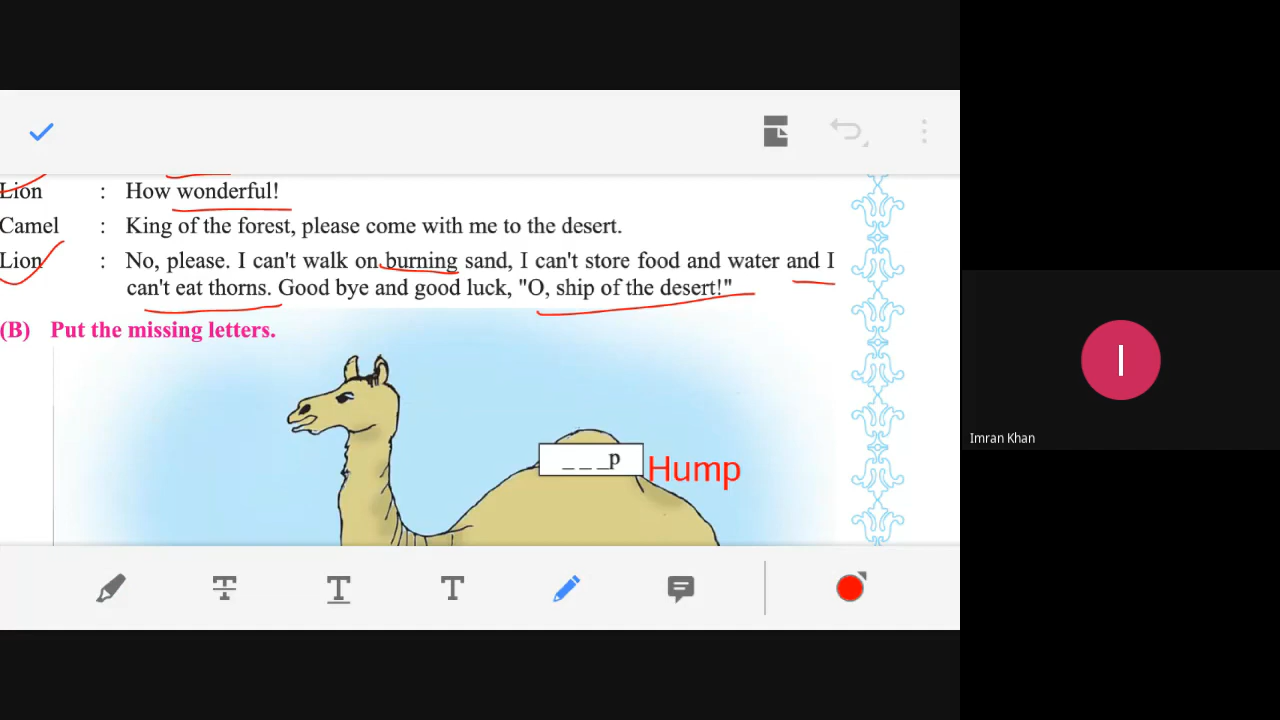 Lion : How wonderful!
Camel : King of the forest, please come with me to the desert.
Lion : No, please. I can't walk on burning sand, I can't store food and water and I
can't eat thorns. Good bye and good luck, "O, ship of the desert!"
(B) Put the missing letters.
_ _ _p
Hump
T T T
I
Imran Khan